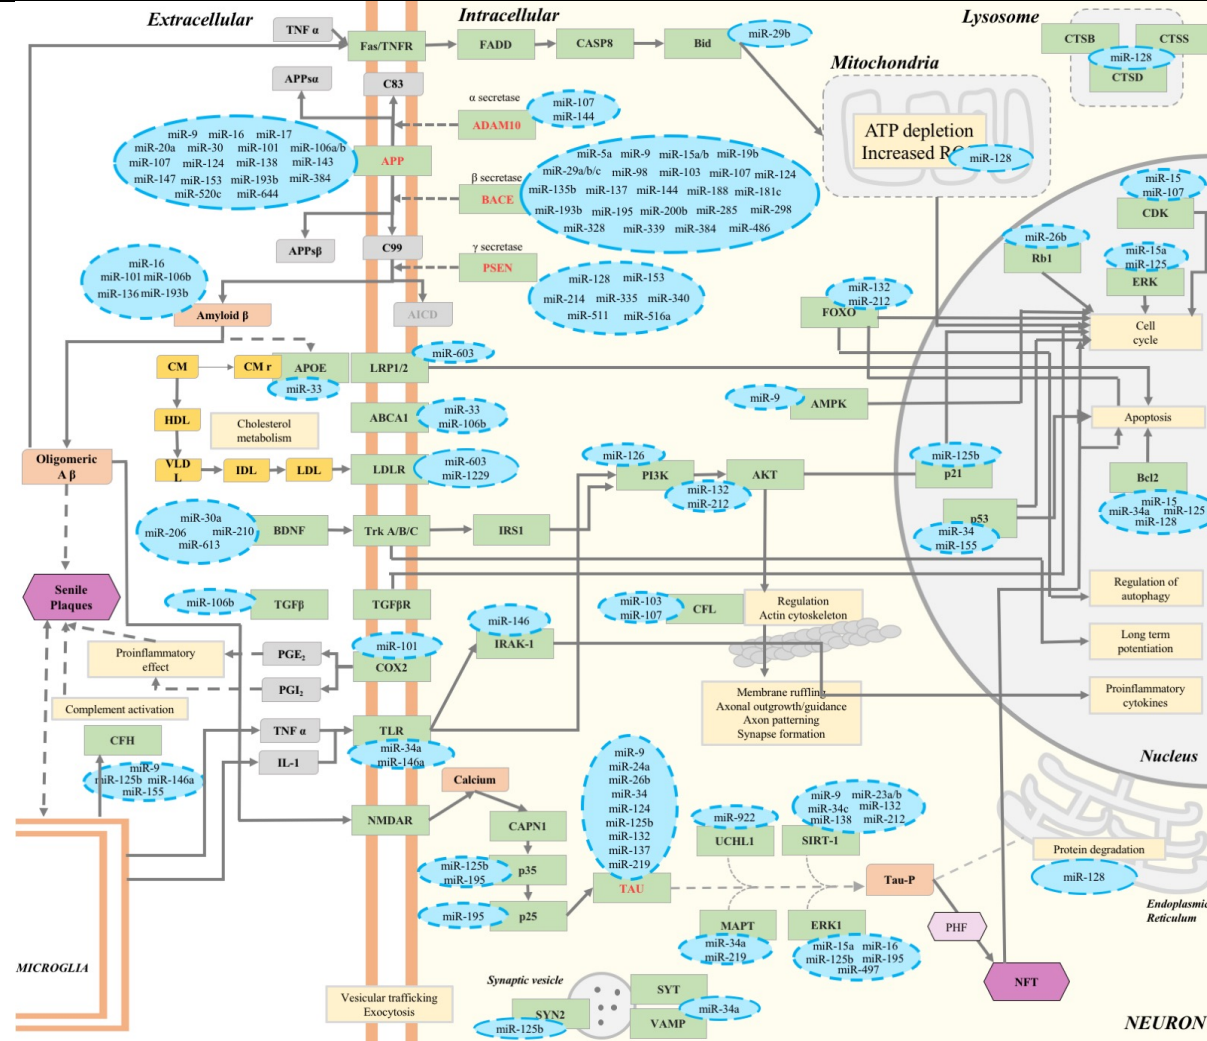 Extracellular
Intracellular
Lysosome
TNF α
Fas/TNFR
FADD
CASP8
Bid
miR-29b
CTSB
CTSS
miR-128
CTSD
Mitochondria
ATP depletion
Increased
miR-128
APPsα
C83
α secretase
ADAM10
miR-107
miR-144
miR-9 miR-16 miR-17
miR-20a miR-30 miR-101 miR-106a/b
miR-107 miR-124 miR-138 miR-143
miR-147 miR-153 miR-193b miR-384
miR-520c miR-644
APP
β secretase
BACE
miR-5a miR-9 miR-15a/b miR-19b
miR-29a/b/c miR-98 miR-103 miR-107 miR-124
miR-135b miR-137 miR-144 miR-188 miR-181c
miR-193b miR-195 miR-200b miR-285 miR-298
miR-328 miR-339 miR-384 miR-486
miR-15
miR-107
CDK
APPsβ
C99
γ secretase
PSEN
miR-128 miR-153
miR-214 miR-335 miR-340
miR-511 miR-516a
miR-26b
Rb1
miR-15a
miR-125
ERK
miR-16
miR-101 miR-106b
miR-136 miR-193b
Amyloid β
AICD
miR-132
miR-212
FOXO
Cell
cycle
CM
CM r
APOE
miR-33
LRP1/2
miR-603
HDL
Cholesterol
metabolism
ABCA1
miR-33
miR-106b
miR-9
AMPK
Apoptosis
Oligomeric
A β
VLD
L
IDL
LDL
LDLR
miR-603
miR-1229
miR-126
PI3K
miR-132
miR-212
AKT
miR-125b
p21
Bcl2
miR-15
miR-34a miR-125
miR-128
miR-30a
miR-206 miR-210
miR-613
BDNF
Trk A/B/C
IRS1
p53
miR-34
miR-155
Senile
Plaques
miR-106b
TGFβ
TGFβR
miR-103
miR-107
CFL
Regulation
Actin cytoskeleton
Regulation of
autophagy
miR-146
IRAK-1
Long term
potentiation
Proinflammatory
effect
PGE2
PGI2
miR-101
COX2
Membrane ruffling
Axonal outgrowth/guidance
Axon patterning
Synapse formation
Proinflammatory
cytokines
Complement activation
CFH
miR-9
miR-125b miR-146a
miR-155
TNF α
IL-1
TLR
miR-34a
miR-146a
Nucleus
Calcium
NMDAR
CAPN1
miR-9
miR-24a
miR-26b
miR-34
miR-124
miR-125b
miR-132
miR-137
miR-219
TAU
miR-922
UCHL1
miR-9 miR-23a/b
miR-34c miR-132
miR-138 miR-212
SIRT-1
miR-125b
miR-195
p35
miR-195
p25
Tau-P
Protein degradation
miR-128
Endoplasmic
Reticulum
MAPT
miR-34a
miR-219
ERK1
miR-15a miR-16
miR-125b miR-195
miR-497
PHF
NFT
MICROGLIA
Vesicular trafficking
Exocytosis
Synaptic vesicle
SYN2
miR-125b
SYT
VAMP
miR-34a
NEURON